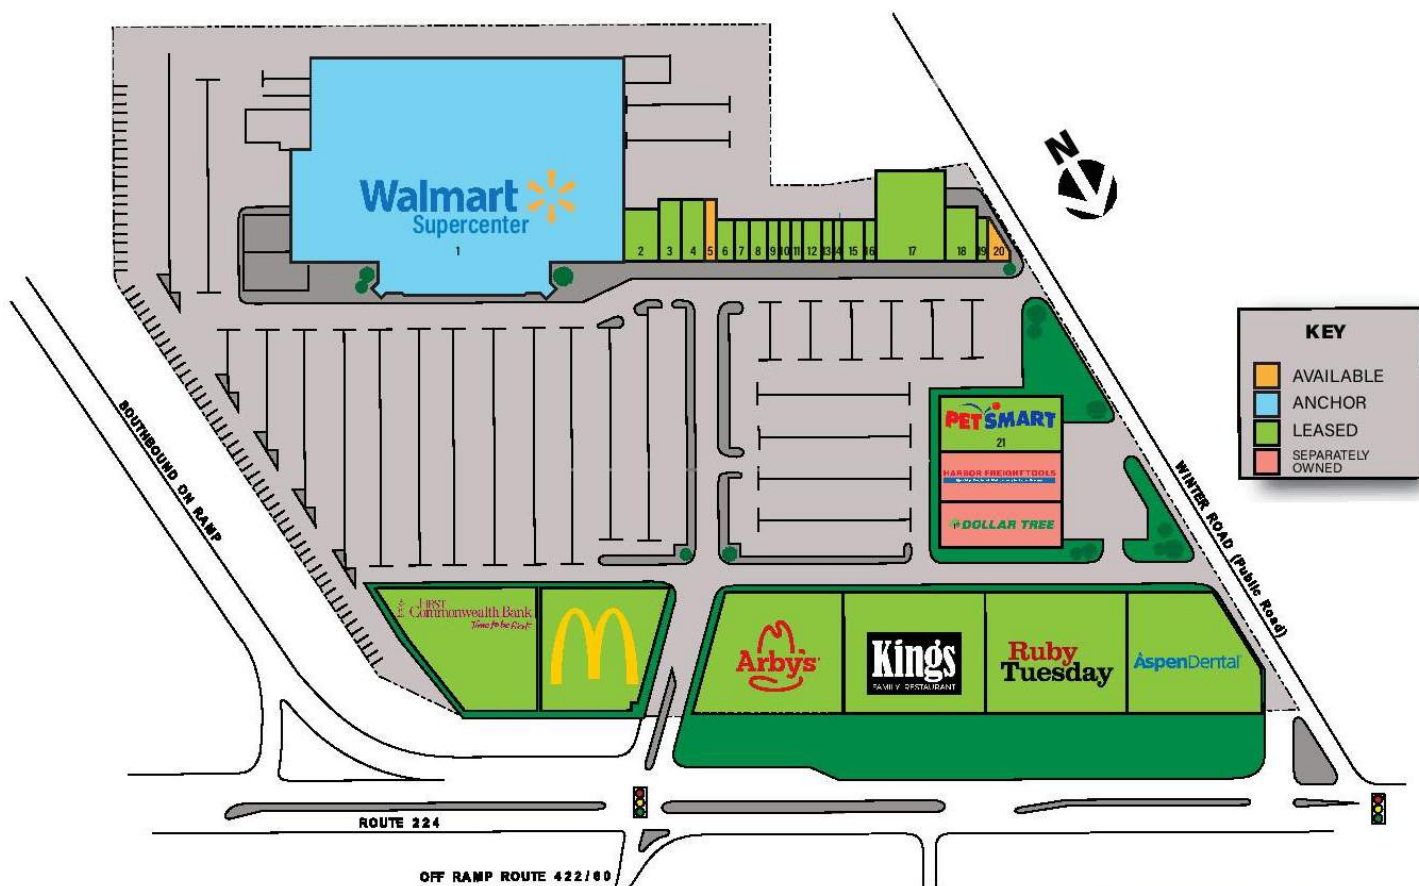 N
Walmart
Supercenter
1
2 3 4 5 6 7 8 9 10 11 12 13 14 15 16 17 18 19 20
KEY
AVAILABLE
ANCHOR
LEASED
SEPARATELY
OWNED
PETSMART
21
HARBOR FREIGHT TOOLS
DOLLAR TREE
SOUTHBOUND ON RAMP
WINTER ROAD (Public Road)
FIRST
Commonwealth Bank
Arby's
Kings
FAMILY RESTAURANT
Ruby
Tuesday
AspenDental
ROUTE 224
OFF RAMP ROUTE 422/60